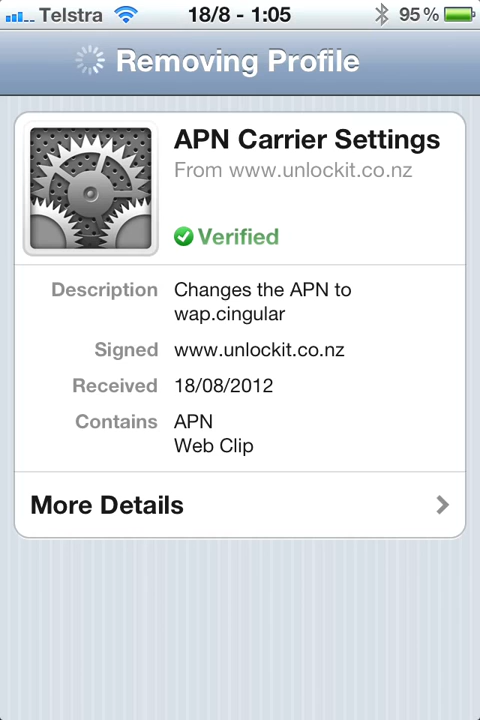 Telstra 18/8 - 1:05 95%
Removing Profile
APN Carrier Settings
From www.unlockit.co.nz
Verified
Description Changes the APN to
wap.cingular
Signed www.unlockit.co.nz
Received 18/08/2012
Contains APN
Web Clip
More Details